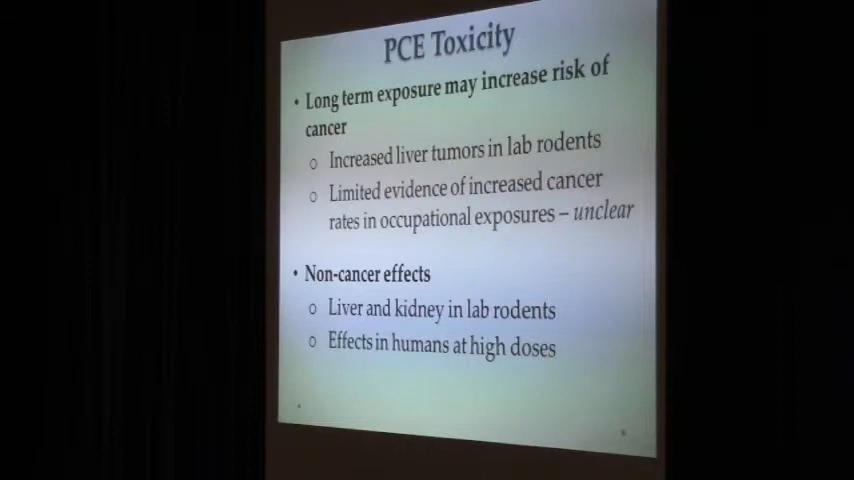 PCE Toxicity
• Long term exposure may increase risk of
cancer
o Increased liver tumors in lab rodents
o Limited evidence of increased cancer
rates in occupational exposures – unclear
• Non-cancer effects
o Liver and kidney in lab rodents
o Effects in humans at high doses